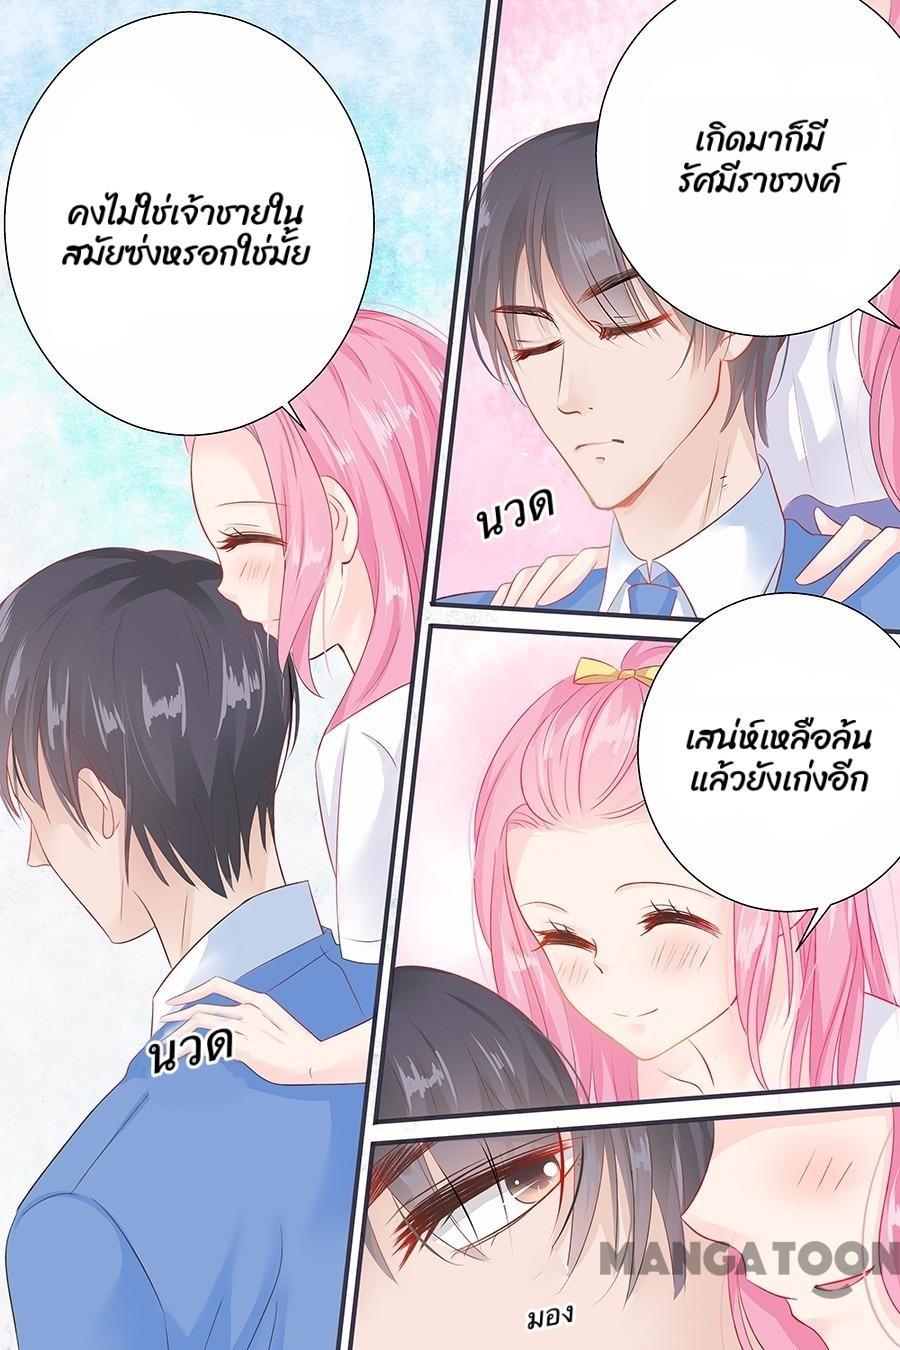 คงไม่ใช่เจ้าชายใน
สมัยซ่งหรอกใช่มั้ย
นวด
เกิดมาก็มี
รัศมีราชวงค์
นวด
เสน่ห์เหลือล้น
แล้วยังเก่งอีก
มอง
MANGATOON